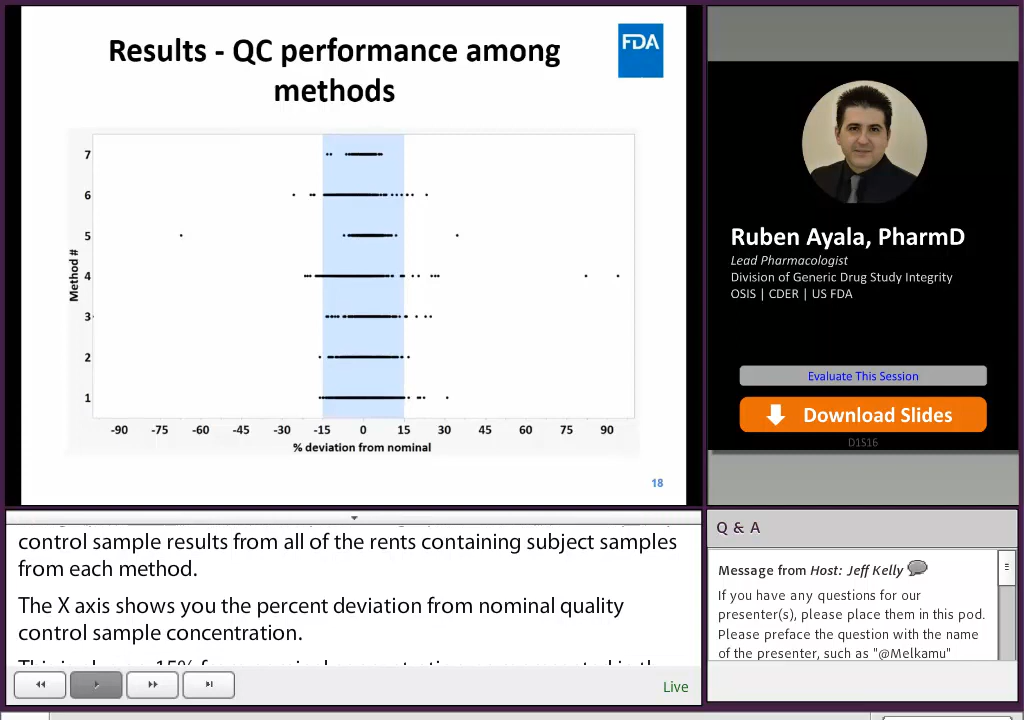 Results - QC performance among
methods
FDA
7
6
5
4
3
2
1
Method #
-90 -75 -60 -45 -30 -15 0 15 30 45 60 75 90
% deviation from nominal
18
Ruben Ayala, PharmD
Lead Pharmacologist
Division of Generic Drug Study Integrity
OSIS | CDER | US FDA
Evaluate This Session
Download Slides
D1S16
control sample results from all of the rents containing subject samples
from each method.
The X axis shows you the percent deviation from nominal quality
control sample concentration.
Live
Q & A
Message from Host: Jeff Kelly
If you have any questions for our
presenter(s), please place them in this pod.
Please preface the question with the name
of the presenter, such as "@Melkamu"